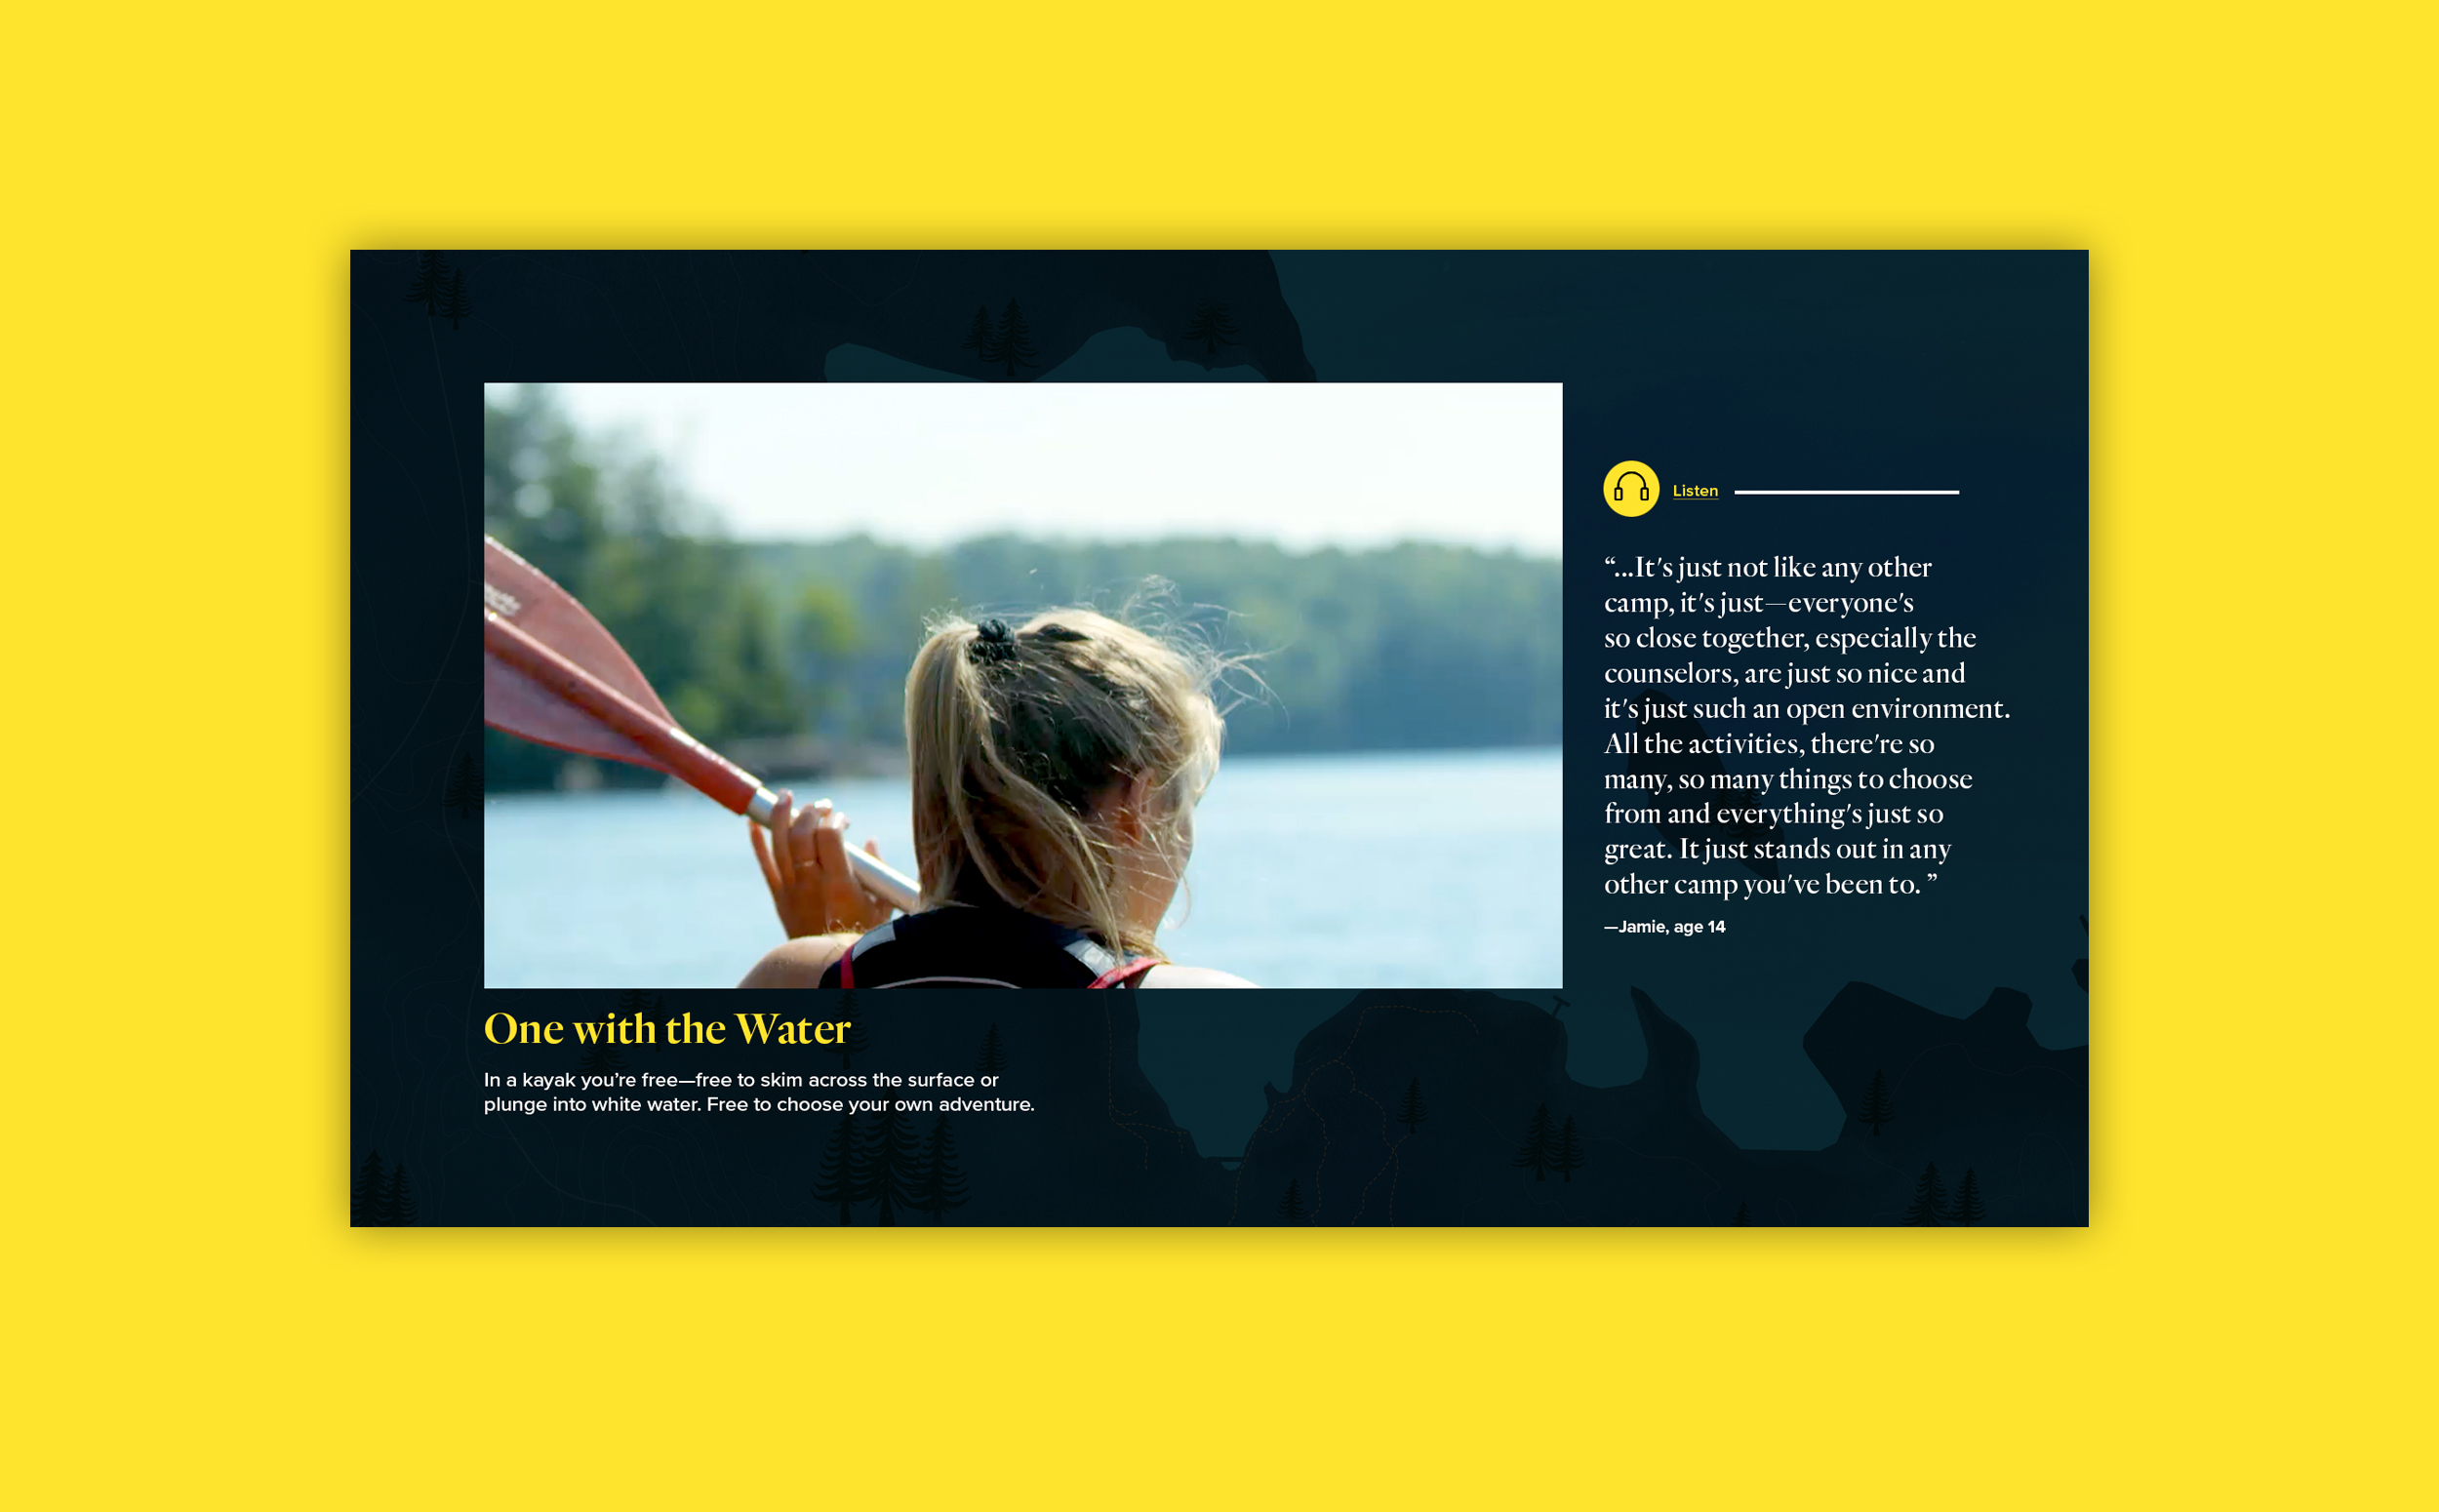 Listen
“...It's just not like any other
camp, it's just—everyone's
so close together, especially the
counselors, are just so nice and
it's just such an open environment.
All the activities, there're so
many, so many things to choose
from and everything's just so
great. It just stands out in any
other camp you've been to. ”
—Jamie, age 14
One with the Water
In a kayak you’re free—free to skim across the surface or
plunge into white water. Free to choose your own adventure.